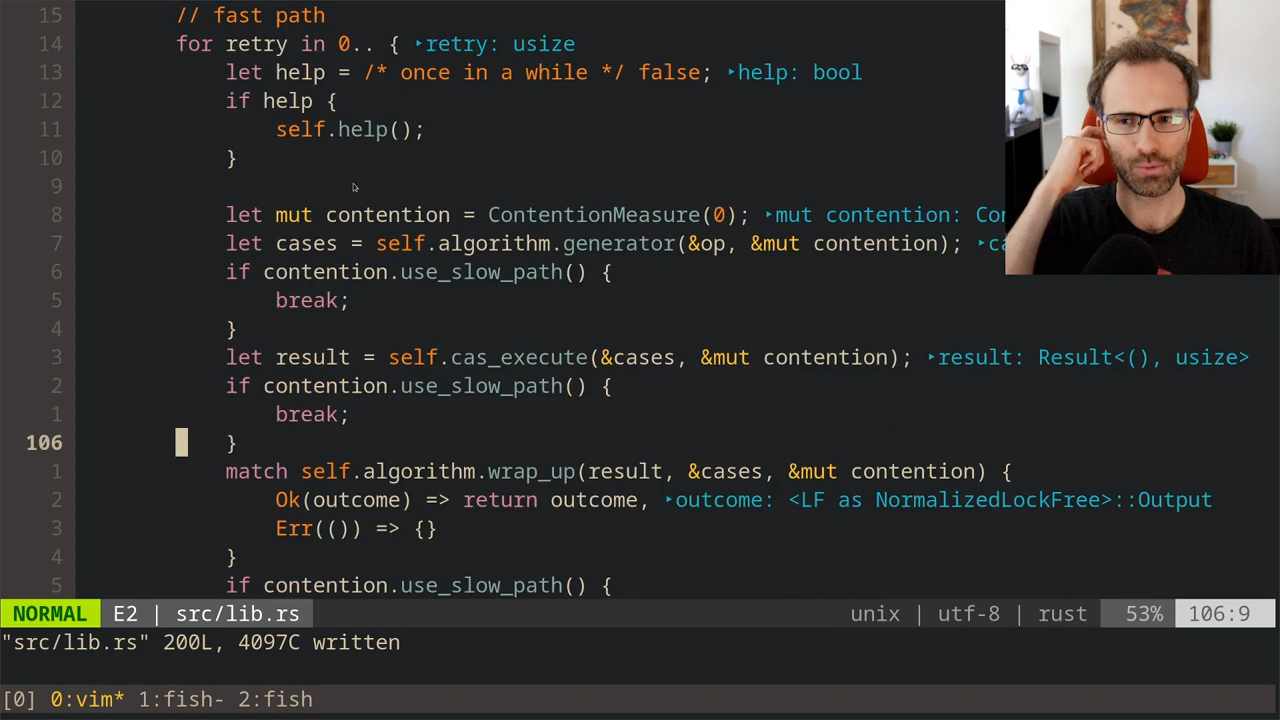 15 // fast path
14 for retry in 0.. { ‣retry: usize
13 let help = /* once in a while */ false; ‣help: bool
12 if help {
11 self.help();
10 }
9
8 let mut contention = ContentionMeasure(0); ‣mut contention: Co
7 let cases = self.algorithm.generator(&op, &mut contention); ‣ca
6 if contention.use_slow_path() {
5 break;
4 }
3 let result = self.cas_execute(&cases, &mut contention); ‣result: Result<(), usize>
2 if contention.use_slow_path() {
1 break;
106 }
1 match self.algorithm.wrap_up(result, &cases, &mut contention) {
2 Ok(outcome) => return outcome, ‣outcome: <LF as NormalizedLockFree>::Output
3 Err(()) => {}
4 }
5 if contention.use_slow_path() {
NORMAL E2 | src/lib.rs unix | utf-8 | rust 53% 106:9
"src/lib.rs" 200L, 4097C written
[0] 0:vim* 1:fish- 2:fish